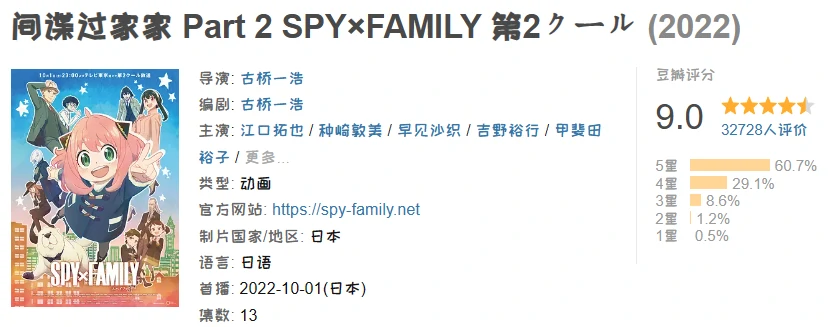 间谍过家家 Part 2 SPY×FAMILY 第2クール (2022)
导演: 古桥一浩
编剧: 古桥一浩
主演: 江口拓也 / 种崎敦美 / 早见沙织 / 吉野裕行 / 甲斐田
裕子 / 更多...
类型: 动画
官方网站: https://spy-family.net
制片国家/地区: 日本
语言: 日语
首播: 2022-10-01(日本)
集数: 13
豆瓣评分
9.0
32728人评价
5星 60.7%
4星 29.1%
3星 8.6%
2星 1.2%
1星 0.5%
SPY×FAMILY